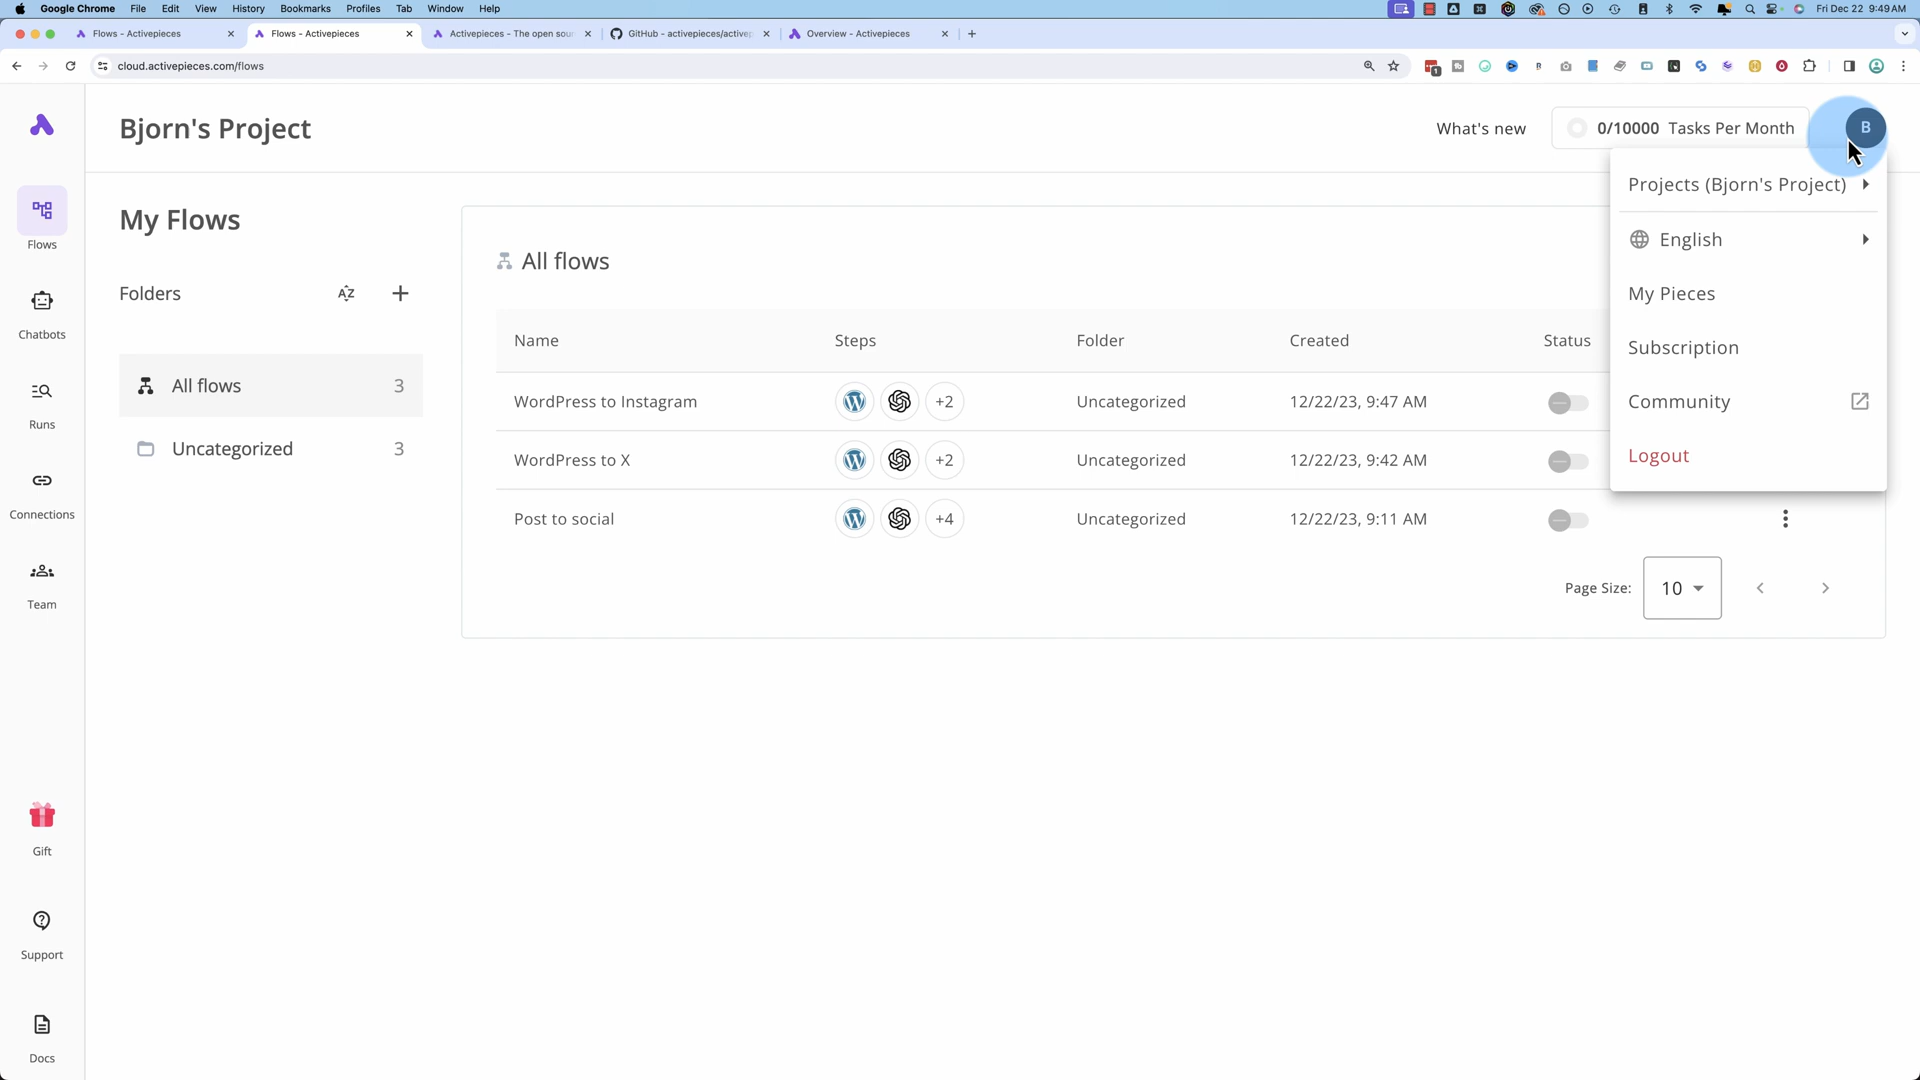 Google Chrome File Edit View History Bookmarks Profiles Tab Window Help Fri Dec 22 9:49 AM
Flows - Activepieces Flows - Activepieces Activepieces - The open sour GitHub - activepieces/activep Overview - Activepieces
cloud.activepieces.com/flows
Bjorn's Project
What's new
0/10000 Tasks Per Month
B
Projects (Bjorn's Project)
English
My Pieces
Subscription
Community
Logout
Flows
Chatbots
Runs
Connections
Team
Gift
Support
Docs
My Flows
Folders
AZ
All flows 3
Uncategorized 3
All flows
Name Steps Folder Created Status
WordPress to Instagram +2 Uncategorized 12/22/23, 9:47 AM
WordPress to X +2 Uncategorized 12/22/23, 9:42 AM
Post to social +4 Uncategorized 12/22/23, 9:11 AM
Page Size: 10